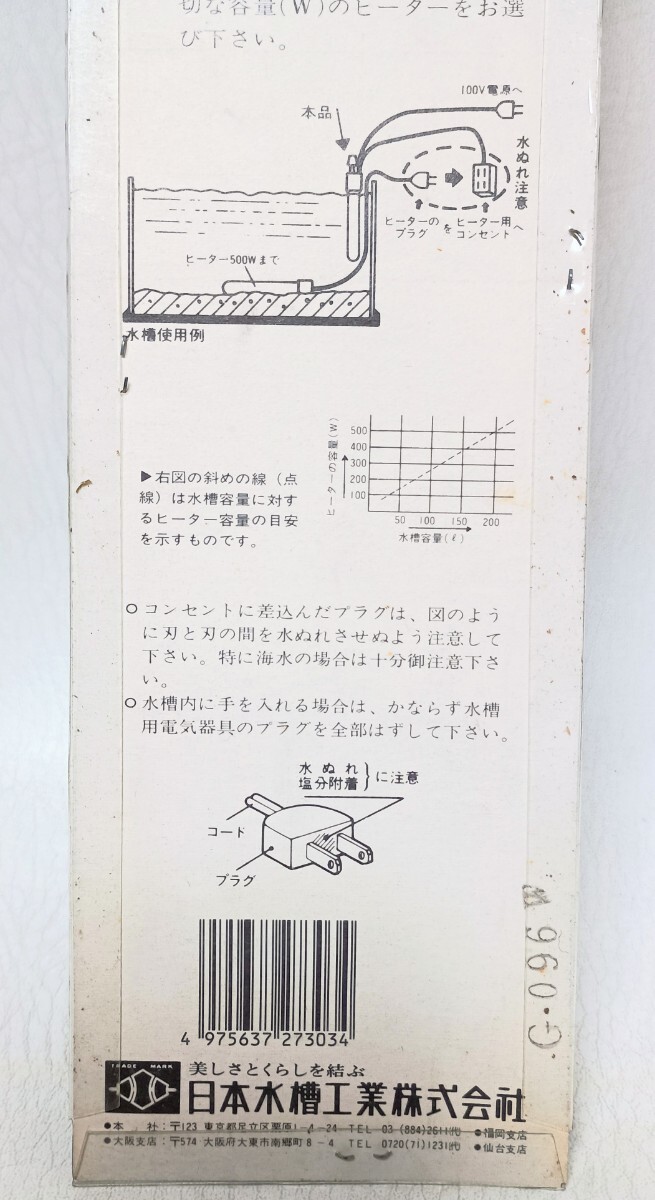 切な容量(W)のヒーターをお選
び下さい。
100V電原へ
本品
水ぬれ注意
ヒーターの
プラグ
を
ヒーター用
コンセント
へ
ヒーター500Wまで
水槽使用例
▶右図の斜めの線（点
線）は水槽容量に対す
るヒーター容量の目安
を示すものです。
ヒーターの容量(W)
500
400
300
200
100
50 100 150 200
水槽容量(ℓ)
○コンセントに差込んだプラグは、図のよう
に刃と刃の間を水ぬれさせぬよう注意して
下さい。特に海水の場合は十分御注意下さ
い。
○水槽内に手を入れる場合は、かならず水槽
用電気器具のプラグを全部はずして下さい。
水ぬれ
塩分附着}に注意
コード
プラグ
4 975637 273034
TRADE MARK
美しさとくらしを結ぶ
日本水槽工業株式会社
●本社：〒123 東京都足立区栗原1-4-24 TEL 03 (884)2611㈹ ●福岡支店
●大阪支店：〒574 大阪府大東市南郷町8-4 TEL 0720(71)1231㈹ ●仙台支店